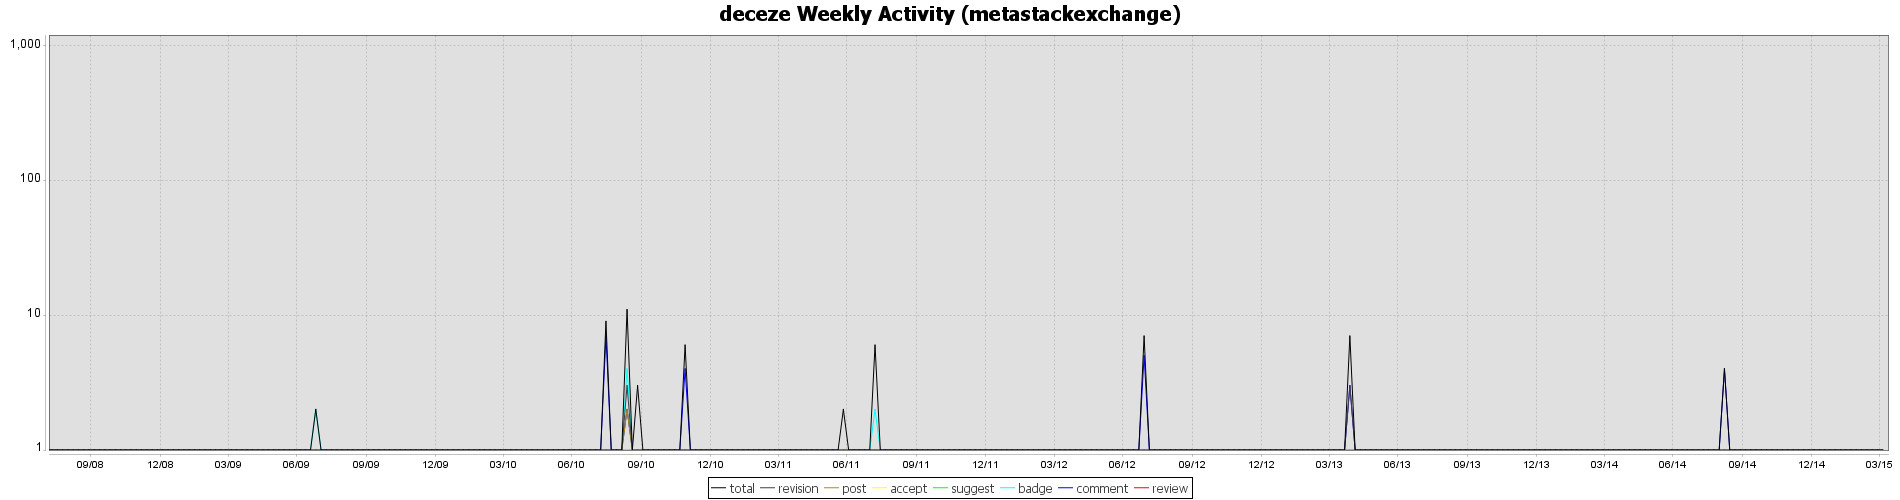 deceze Weekly Activity (metastackexchange)
1,000
100
10
1
09/08 12/08 03/09 06/09 09/09 12/09 03/10 06/10 09/10 12/10 03/11 06/11 09/11 12/11 03/12 06/12 09/12 12/12 03/13 06/13 09/13 12/13 03/14 06/14 09/14 12/14 03/15
total revision post accept suggest badge comment review